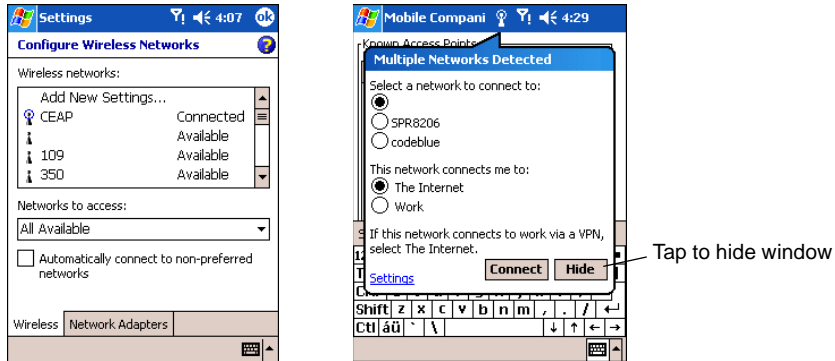 Settings 4:07 ok
Configure Wireless Networks ?
Wireless networks:
Add New Settings...
CEAP Connected
Available
109 Available
350 Available
Networks to access:
All Available
Automatically connect to non-preferred
networks
Wireless Network Adapters
Mobile Compani 4:29
Known Access Points
Multiple Networks Detected
Select a network to connect to:
SPR8206
codeblue
This network connects me to:
The Internet
Work
If this network connects to work via a VPN,
select The Internet.
Settings Connect Hide
Shift z x c v b n m , . / ↵
Ctl áü ` \ ↓ ↑ ← →
Tap to hide window